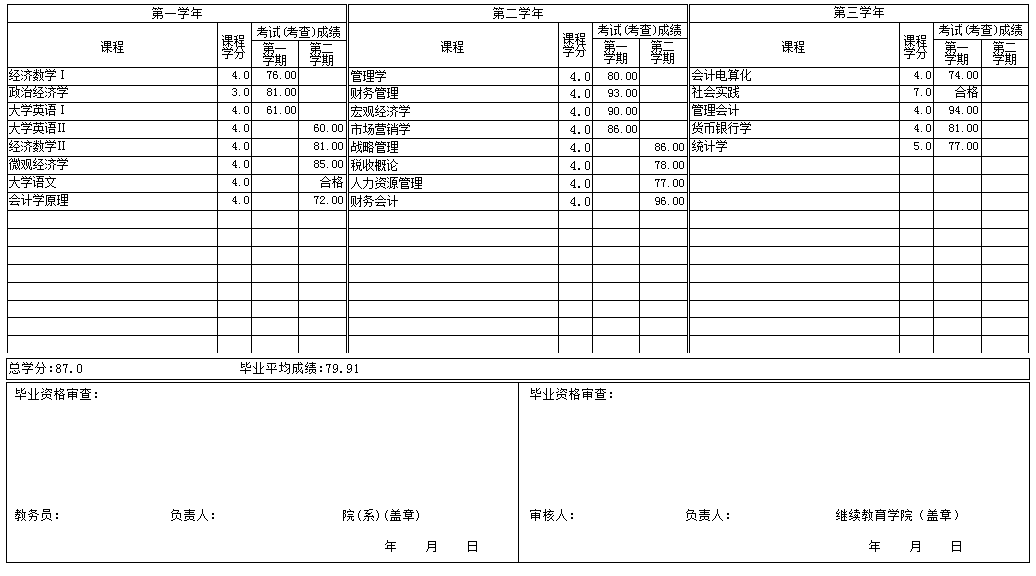 第一学年 第二学年 第三学年
课程 课程学分 考试(考查)成绩 课程 课程学分 考试(考查)成绩 课程 课程学分 考试(考查)成绩
第一学期 第二学期 第一学期 第二学期 第一学期 第二学期
经济数学Ⅰ 4.0 76.00 管理学 4.0 80.00 会计电算化 4.0 74.00
政治经济学 3.0 81.00 财务管理 4.0 93.00 社会实践 7.0 合格
大学英语Ⅰ 4.0 61.00 宏观经济学 4.0 90.00 管理会计 4.0 94.00
大学英语Ⅱ 4.0 60.00 市场营销学 4.0 86.00 货币银行学 4.0 81.00
经济数学Ⅱ 4.0 81.00 战略管理 4.0 86.00 统计学 5.0 77.00
微观经济学 4.0 85.00 税收概论 4.0 78.00
大学语文 4.0 合格 人力资源管理 4.0 77.00
会计学原理 4.0 72.00 财务会计 4.0 96.00
总学分:87.0 毕业平均成绩:79.91
毕业资格审查: 毕业资格审查:
教务员: 负责人: 院(系)(盖章) 审核人: 负责人: 继续教育学院（盖章）
年 月 日 年 月 日